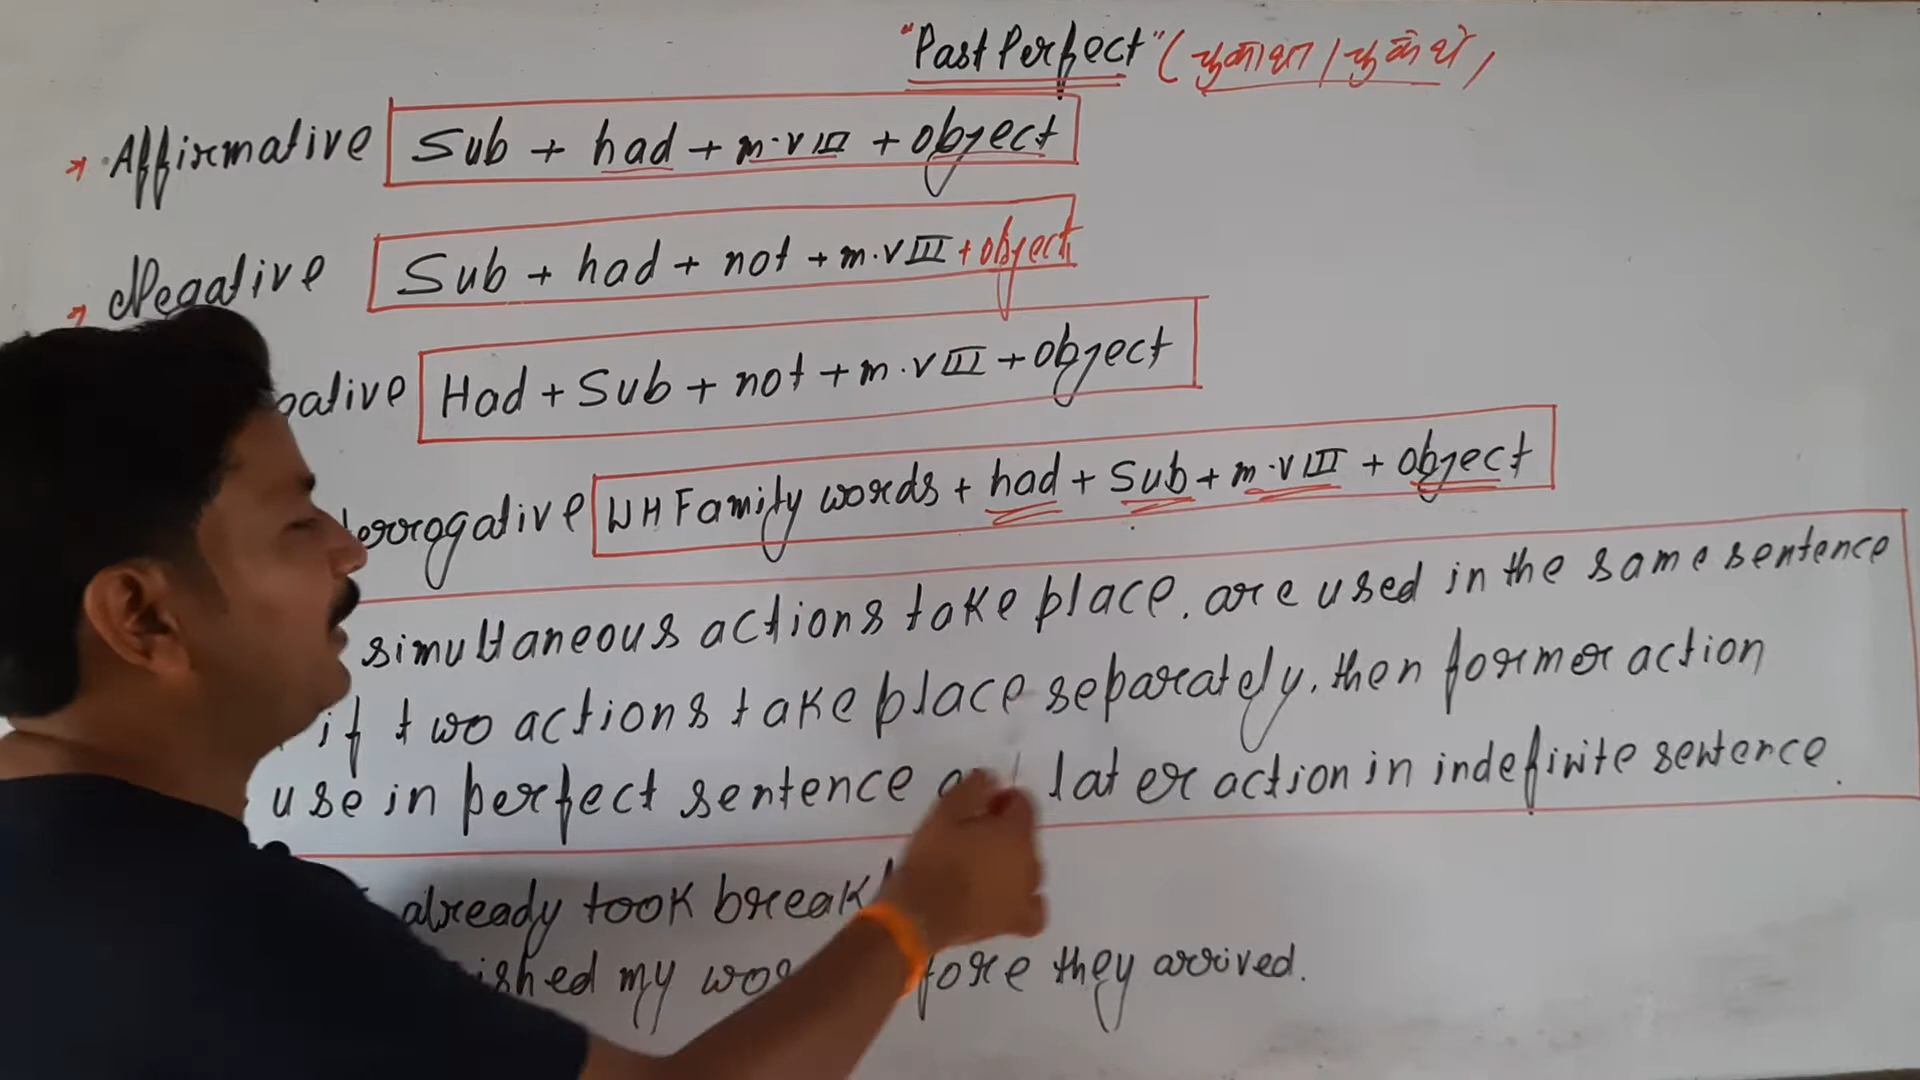 "Past Perfect" (चुका था / चुके थे,
Affirmative Sub + had + m.v III + object
Negative Sub + had + not + m.v III + object
gative Had + Sub + not + m.v III + object
terrogative WH Family words + had + Sub + m.v III + object
simultaneous actions take place. are used in the same sentence
if two actions take place separately. then former action
use in perfect sentence later action in indefinite sentence.
already took break
ished my wor fore they arrived.